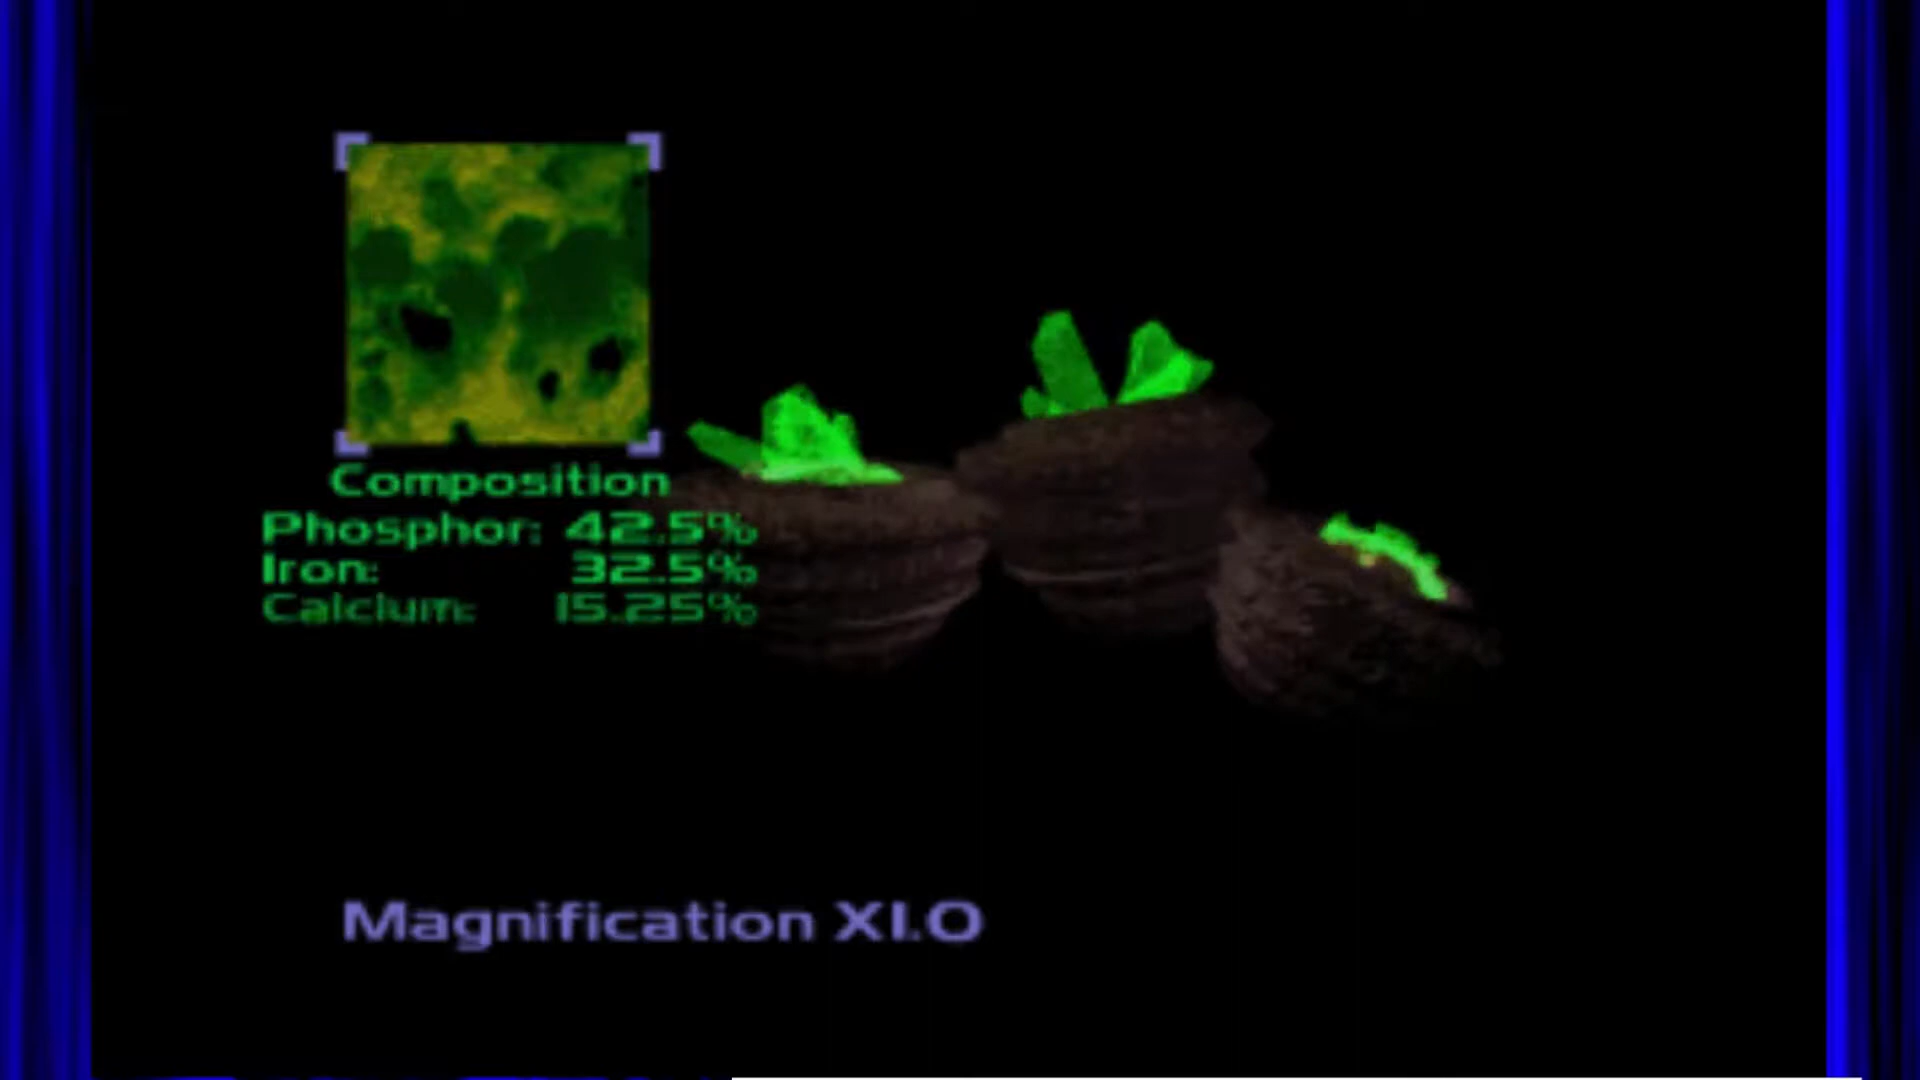 Composition
Phosphor: 42.5%
Iron: 32.5%
Calcium: 15.25%
Magnification X1.0